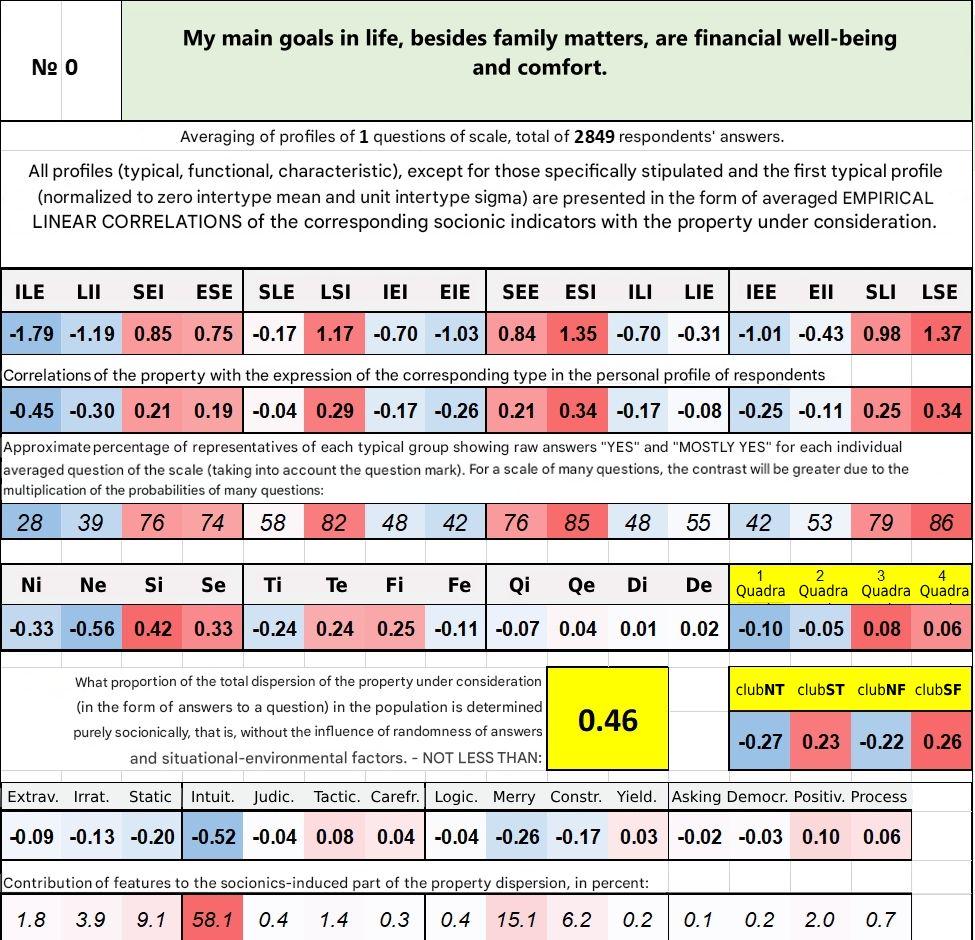 № 0
My main goals in life, besides family matters, are financial well-being
and comfort.
Averaging of profiles of 1 questions of scale, total of 2849 respondents' answers.
All profiles (typical, functional, characteristic), except for those specifically stipulated and the first typical profile
(normalized to zero intertype mean and unit intertype sigma) are presented in the form of averaged EMPIRICAL
LINEAR CORRELATIONS of the corresponding socionic indicators with the property under consideration.
ILE LII SEI ESE SLE LSI IEI EIE SEE ESI ILI LIE IEE EII SLI LSE
-1.79 -1.19 0.85 0.75 -0.17 1.17 -0.70 -1.03 0.84 1.35 -0.70 -0.31 -1.01 -0.43 0.98 1.37
Correlations of the property with the expression of the corresponding type in the personal profile of respondents
-0.45 -0.30 0.21 0.19 -0.04 0.29 -0.17 -0.26 0.21 0.34 -0.17 -0.08 -0.25 -0.11 0.25 0.34
Approximate percentage of representatives of each typical group showing raw answers "YES" and "MOSTLY YES" for each individual
averaged question of the scale (taking into account the question mark). For a scale of many questions, the contrast will be greater due to the
multiplication of the probabilities of many questions:
28 39 76 74 58 82 48 42 76 85 48 55 42 53 79 86
Ni Ne Si Se Ti Te Fi Fe Qi Qe Di De 1 Quadra 2 Quadra 3 Quadra 4 Quadra
-0.33 -0.56 0.42 0.33 -0.24 0.24 0.25 -0.11 -0.07 0.04 0.01 0.02 -0.10 -0.05 0.08 0.06
What proportion of the total dispersion of the property under consideration
(in the form of answers to a question) in the population is determined
purely socionically, that is, without the influence of randomness of answers
and situational-environmental factors. - NOT LESS THAN:
0.46
clubNT clubST clubNF clubSF
-0.27 0.23 -0.22 0.26
Extrav. Irrat. Static Intuit. Judic. Tactic. Carefr. Logic. Merry Constr. Yield. Asking Democr. Positiv. Process
-0.09 -0.13 -0.20 -0.52 -0.04 0.08 0.04 -0.04 -0.26 -0.17 0.03 -0.02 -0.03 0.10 0.06
Contribution of features to the socionics-induced part of the property dispersion, in percent:
1.8 3.9 9.1 58.1 0.4 1.4 0.3 0.4 15.1 6.2 0.2 0.1 0.2 2.0 0.7